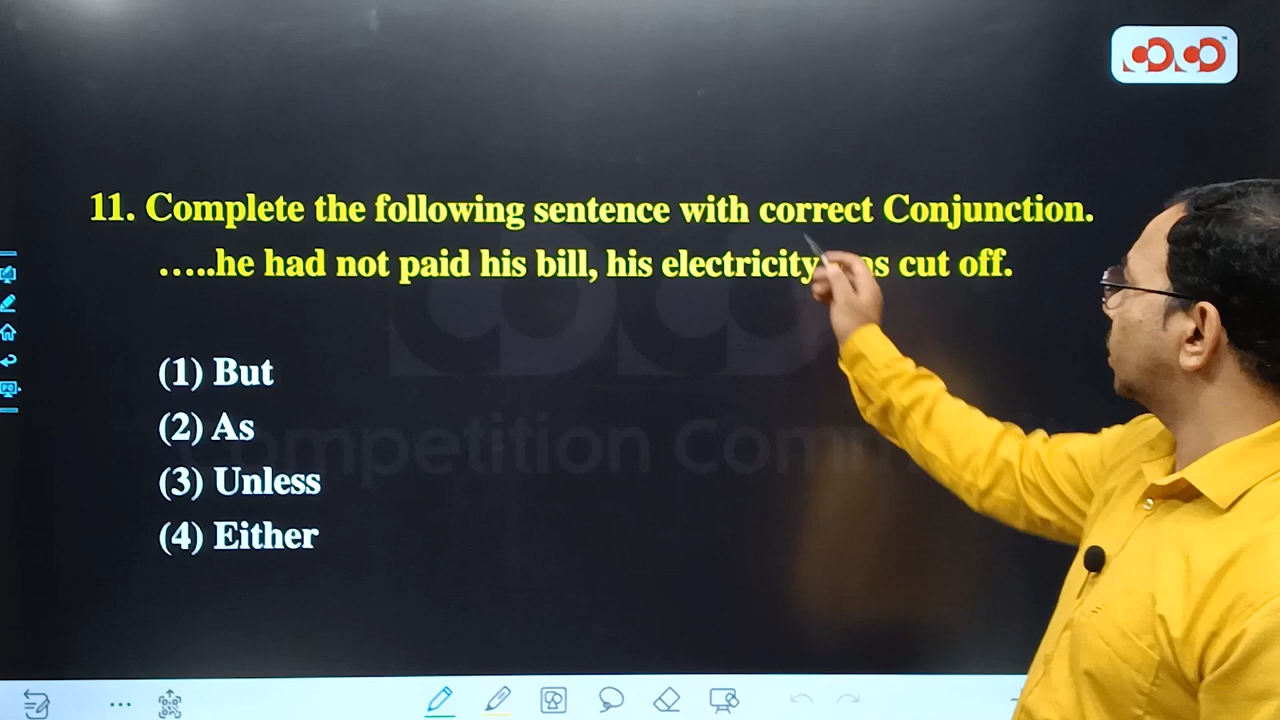 11. Complete the following sentence with correct Conjunction.
…..he had not paid his bill, his electricity cut off.
(1) But
(2) As
(3) Unless
(4) Either
Competition